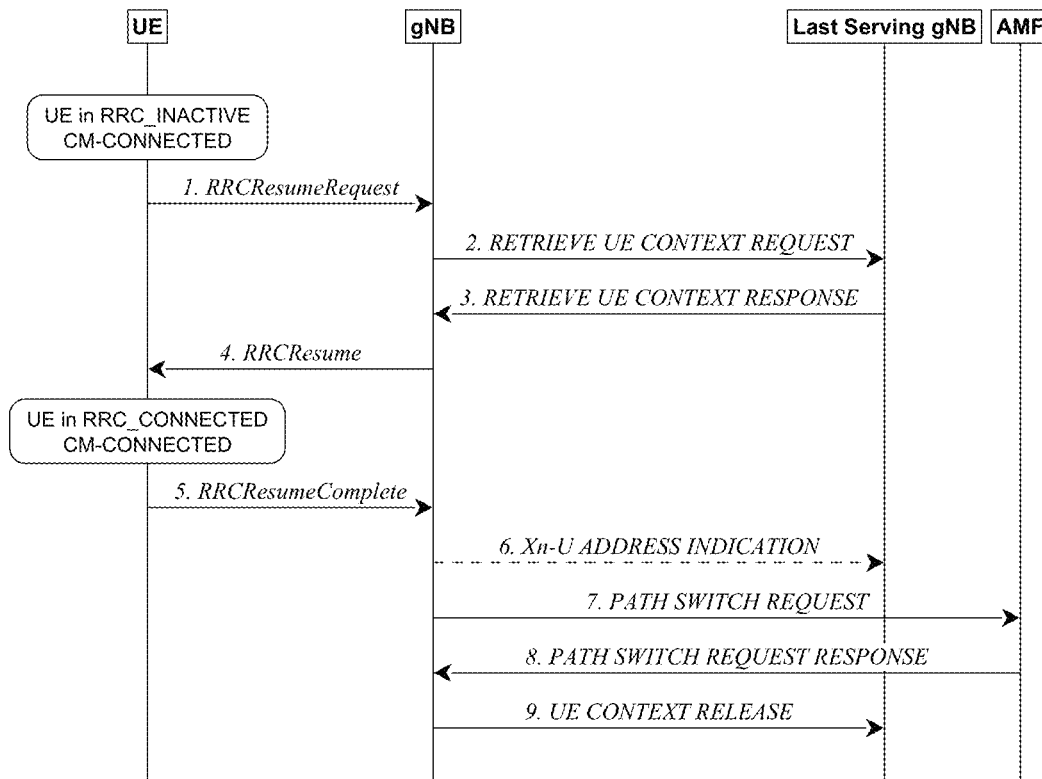 UE
gNB
Last Serving gNB
AMF
UE in RRC_INACTIVE
CM-CONNECTED
1. RRCResumeRequest
2. RETRIEVE UE CONTEXT REQUEST
3. RETRIEVE UE CONTEXT RESPONSE
4. RRCResume
UE in RRC_CONNECTED
CM-CONNECTED
5. RRCResumeComplete
6. Xn-U ADDRESS INDICATION
7. PATH SWITCH REQUEST
8. PATH SWITCH REQUEST RESPONSE
9. UE CONTEXT RELEASE